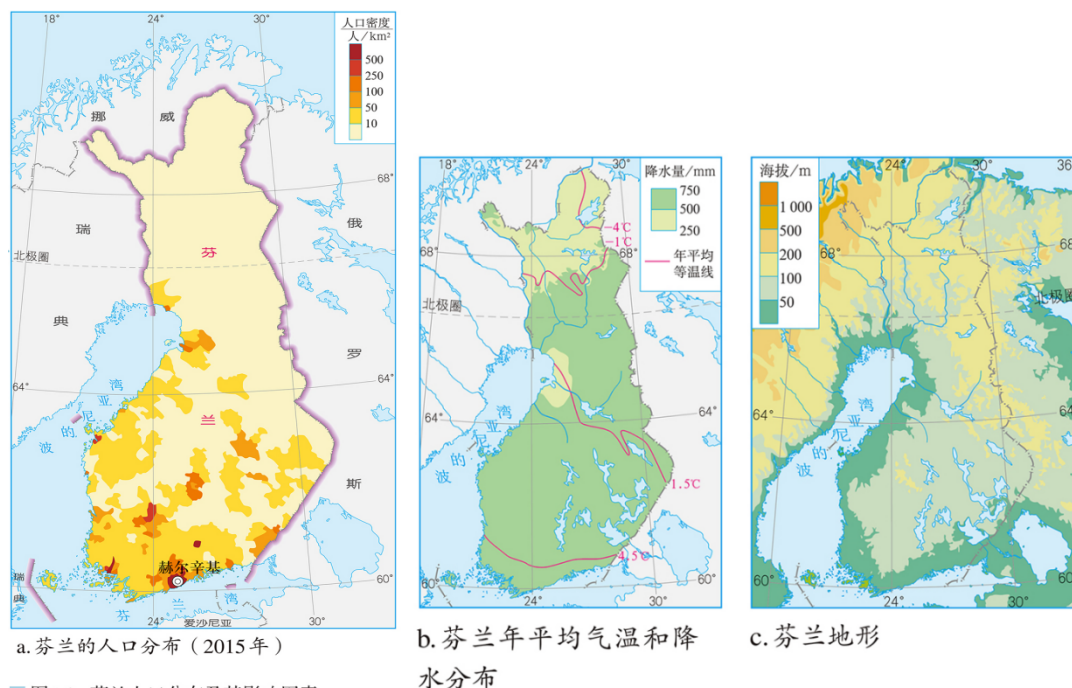 18°
24°
30°
人口密度
人/km²
500
250
100
50
10
挪
威
68°
68°
瑞
俄
芬
北极圈
典
罗
64°
64°
湾
亚
尼
的
波
兰
斯
赫尔辛基
60°
60°
瑞
典
芬
兰
湾
24°
爱沙尼亚
30°
a.芬兰的人口分布（2015年）
18°
24°
30°
降水量/mm
750
500
250
-4℃
-1℃
68°
68°
年平均
等温线
北极圈
64°
64°
湾
亚
尼
的
波
1.5℃
4.5℃
60°
60°
24°
30°
b.芬兰年平均气温和降
水分布
24°
30°
36°
海拔/m
1 000
500
200
100
50
68°
68°
北极圈
64°
64°
湾
亚
尼
的
波
60°
60°
24°
30°
c.芬兰地形